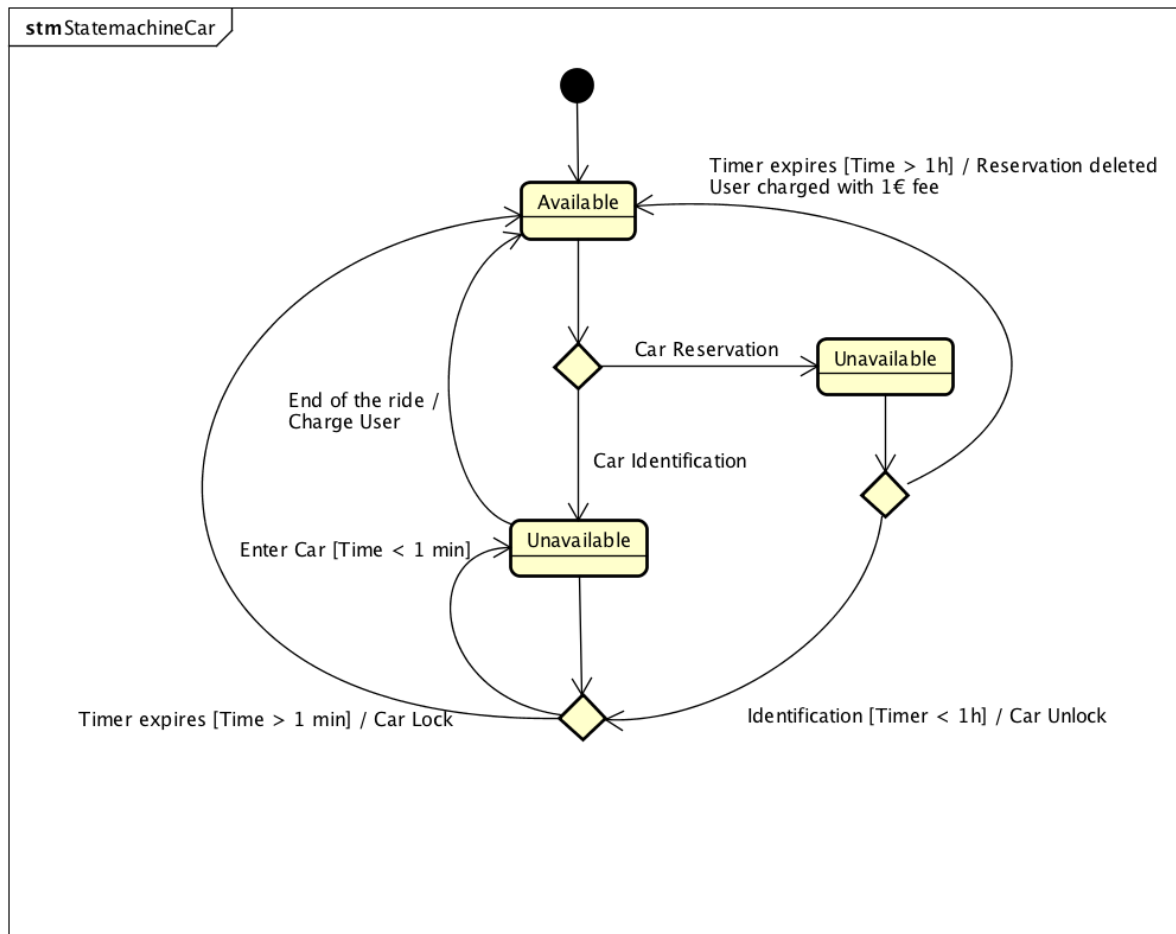 stm StatemachineCar
Timer expires [Time > 1h] / Reservation deleted
User charged with 1€ fee
Available
Car Reservation
Unavailable
End of the ride /
Charge User
Car Identification
Unavailable
Enter Car [Time < 1 min]
Timer expires [Time > 1 min] / Car Lock
Identification [Timer < 1h] / Car Unlock